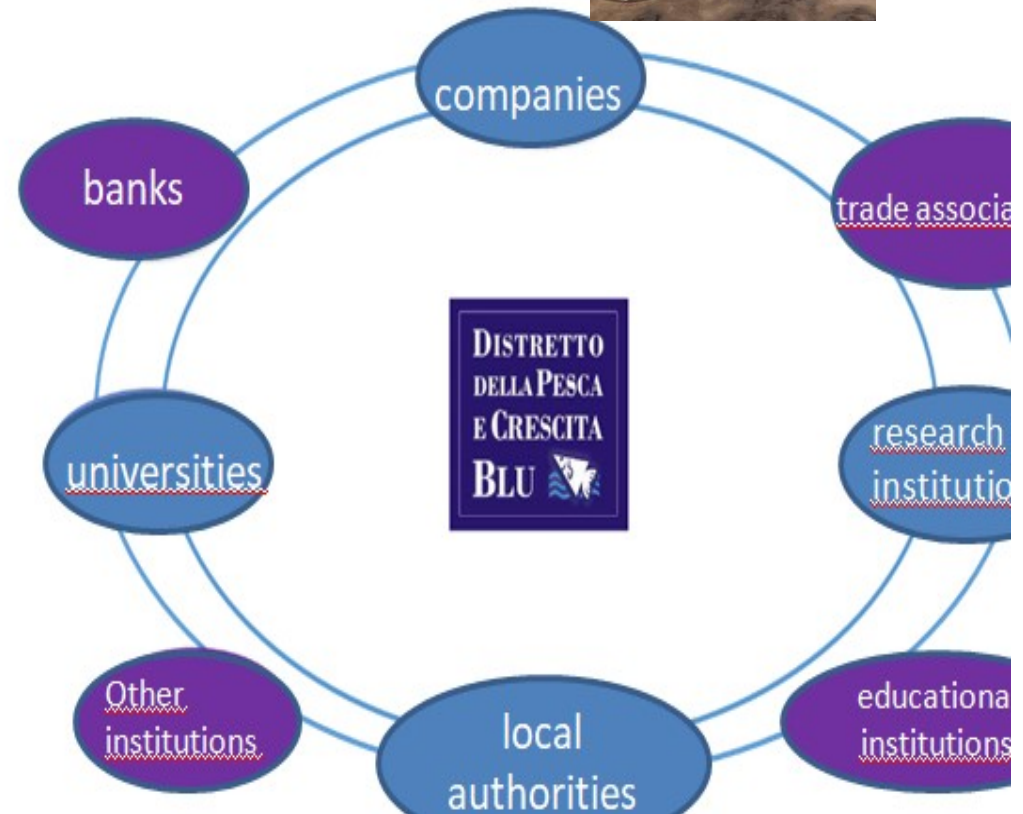 companies
banks
trade associa
DISTRETTO
DELLA PESCA
E CRESCITA
BLU
universities
research
institutio
Other
institutions
local
authorities
educationa
institutions